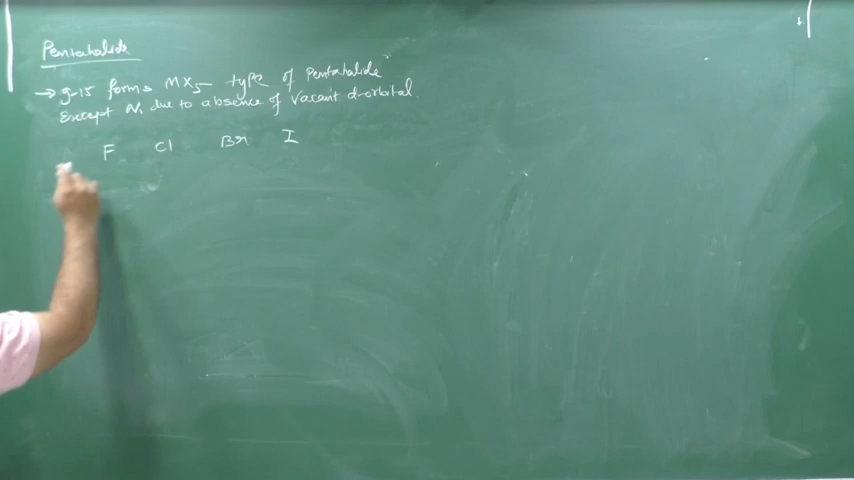 Pentahalide
→ g-15 forms MX5 type of Pentahalide
Except N, due to absence of Vacant d-orbital.
F Cl Br I